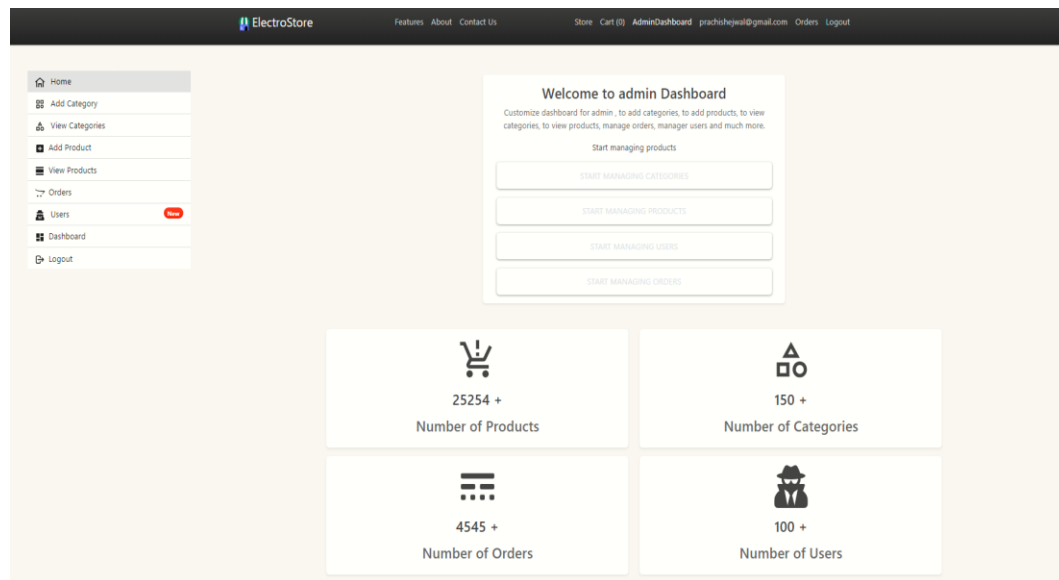 ElectroStore Features About Contact Us Store Cart (0) AdminDashboard prachishejwal@gmail.com Orders Logout
Home
Add Category
View Categories
Add Product
View Products
Orders
Users New
Dashboard
Logout
Welcome to admin Dashboard
Customize dashboard for admin , to add categories, to add products, to view
categories, to view products, manage orders, manager users and much more.
Start managing products
START MANAGING CATEGORIES
START MANAGING PRODUCTS
START MANAGING USERS
START MANAGING ORDERS
25254 +
Number of Products
150 +
Number of Categories
4545 +
Number of Orders
100 +
Number of Users